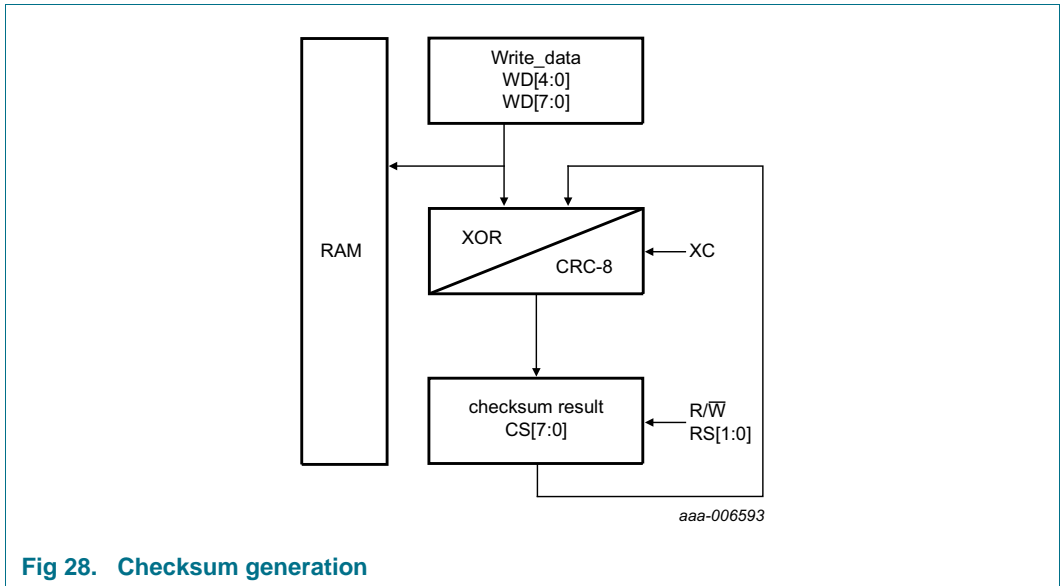 Write_data
WD[4:0]
WD[7:0]
RAM
XOR
CRC-8
XC
checksum result
CS[7:0]
R/W̅
RS[1:0]
aaa-006593
Fig 28. Checksum generation